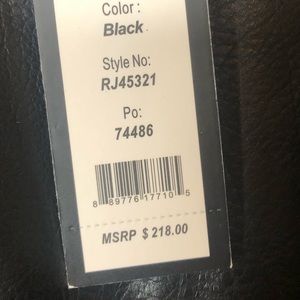 Color :
Black
Style No:
RJ45321
Po:
74486
8 89776 17710 5
MSRP $ 218.00